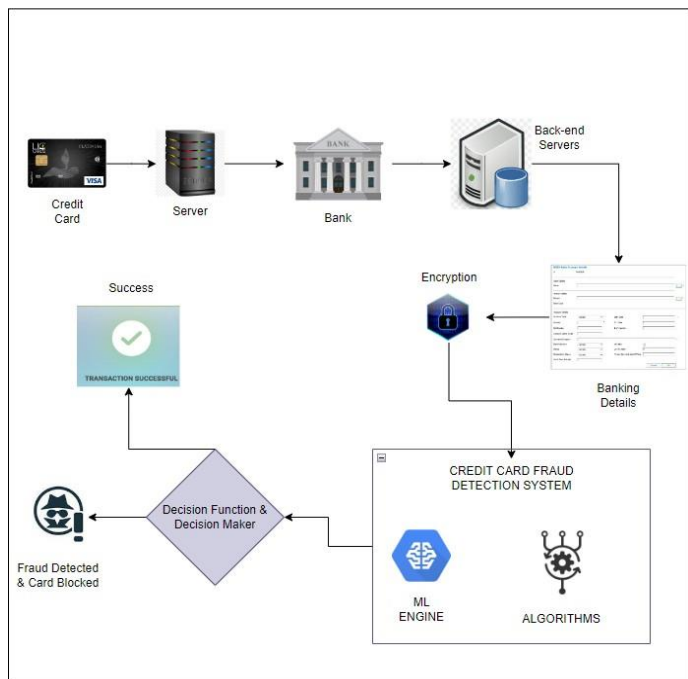 BANK
Back-end
Servers
VISA
Credit
Card
Server
Bank
Success
Encryption
TRANSACTION SUCCESSFUL
Banking
Details
CREDIT CARD FRAUD
DETECTION SYSTEM
Decision Function &
Decision Maker
Fraud Detected
& Card Blocked
ML
ENGINE
ALGORITHMS